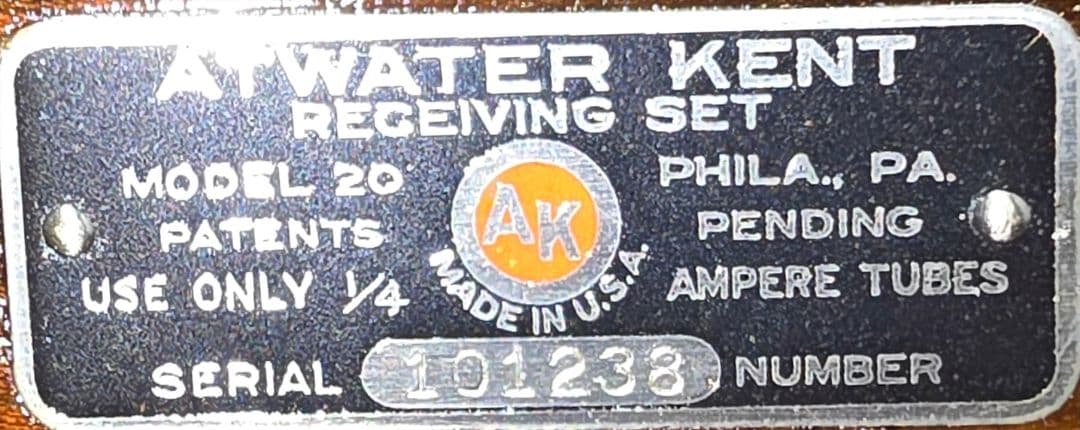 ATWATER KENT
RECEIVING SET
MODEL 20 PHILA., PA.
AK
PATENTS PENDING
USE ONLY 1/4 AMPERE TUBES
MADE IN U.S.A.
SERIAL 101238 NUMBER